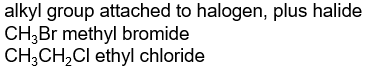 alkyl group attached to halogen, plus halide
CH₃Br methyl bromide
CH₃CH₂Cl ethyl chloride